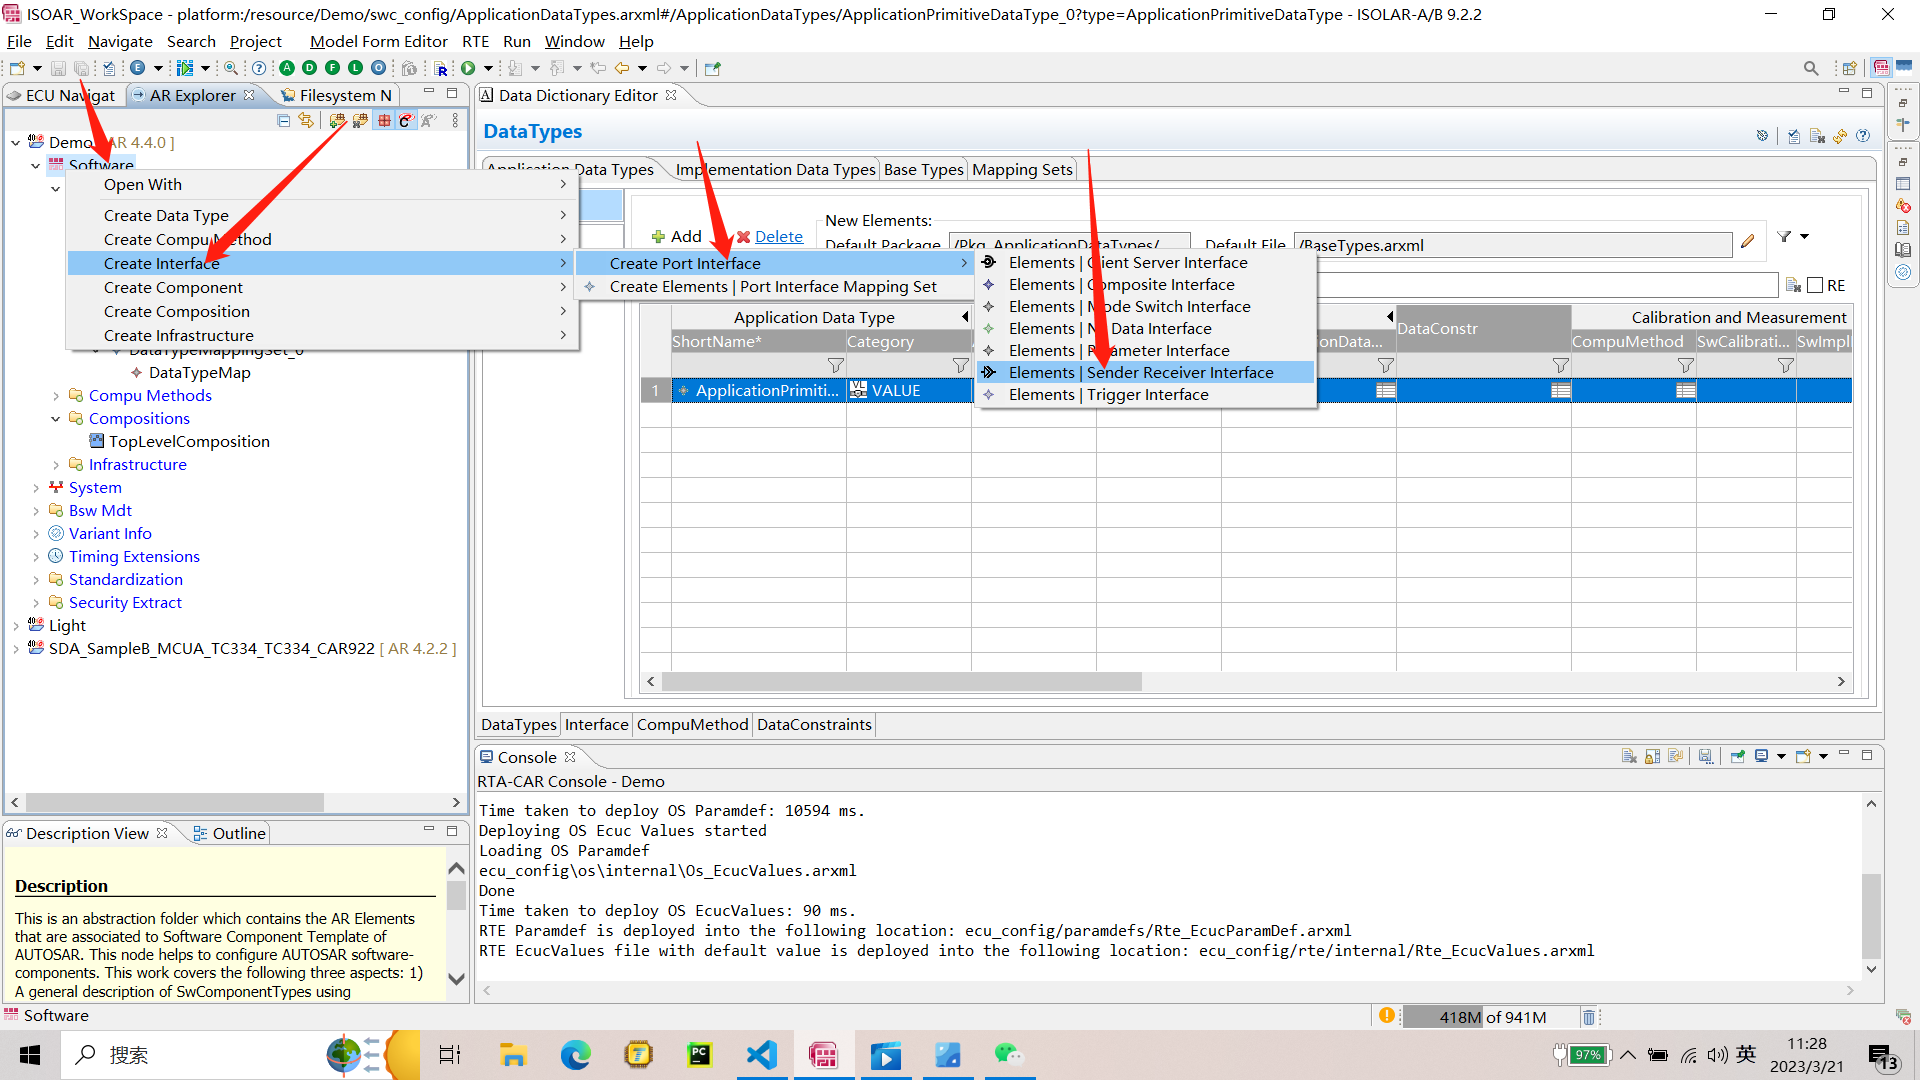 ISOAR_WorkSpace - platform:/resource/Demo/swc_config/ApplicationDataTypes.arxml#/ApplicationDataTypes/ApplicationPrimitiveDataType_0?type=ApplicationPrimitiveDataType - ISOLAR-A/B 9.2.2
File Edit Navigate Search Project Model Form Editor RTE Run Window Help
ECU Navigat AR Explorer Filesystem N
Data Dictionary Editor
DataTypes
Demo AR 4.4.0 ]
Software
Application Data Types Implementation Data Types Base Types Mapping Sets
Open With
Create Data Type
Create Compu Method
Create Interface
Create Component
Create Composition
Create Infrastructure
Create Port Interface
Create Elements | Port Interface Mapping Set
Elements | Client Server Interface
Elements | Composite Interface
Elements | Mode Switch Interface
Elements | Nv Data Interface
Elements | Parameter Interface
Elements | Sender Receiver Interface
Elements | Trigger Interface
Add Delete
New Elements:
Default Package /Pkg_ApplicationDataTypes/ Default File /BaseTypes.arxml
RE
Application Data Type Calibration and Measurement
ShortName* Category onData... DataConstr CompuMethod SwCalibrati... SwImpl
1 ApplicationPrimiti... VALUE
DataTypeMappingSet_0
DataTypeMap
Compu Methods
Compositions
TopLevelComposition
Infrastructure
System
Bsw Mdt
Variant Info
Timing Extensions
Standardization
Security Extract
Light
SDA_SampleB_MCUA_TC334_TC334_CAR922 [ AR 4.2.2 ]
DataTypes Interface CompuMethod DataConstraints
Console
RTA-CAR Console - Demo
Time taken to deploy OS Paramdef: 10594 ms.
Deploying OS Ecuc Values started
Loading OS Paramdef
ecu_config\os\internal\Os_EcucValues.arxml
Done
Time taken to deploy OS EcucValues: 90 ms.
RTE Paramdef is deployed into the following location: ecu_config/paramdefs/Rte_EcucParamDef.arxml
RTE EcucValues file with default value is deployed into the following location: ecu_config/rte/internal/Rte_EcucValues.arxml
Description View Outline
Description
This is an abstraction folder which contains the AR Elements
that are associated to Software Component Template of
AUTOSAR. This node helps to configure AUTOSAR software-
components. This work covers the following three aspects: 1)
A general description of SwComponentTypes using
Software
418M of 941M
搜索
97%
英
11:28
2023/3/21
13